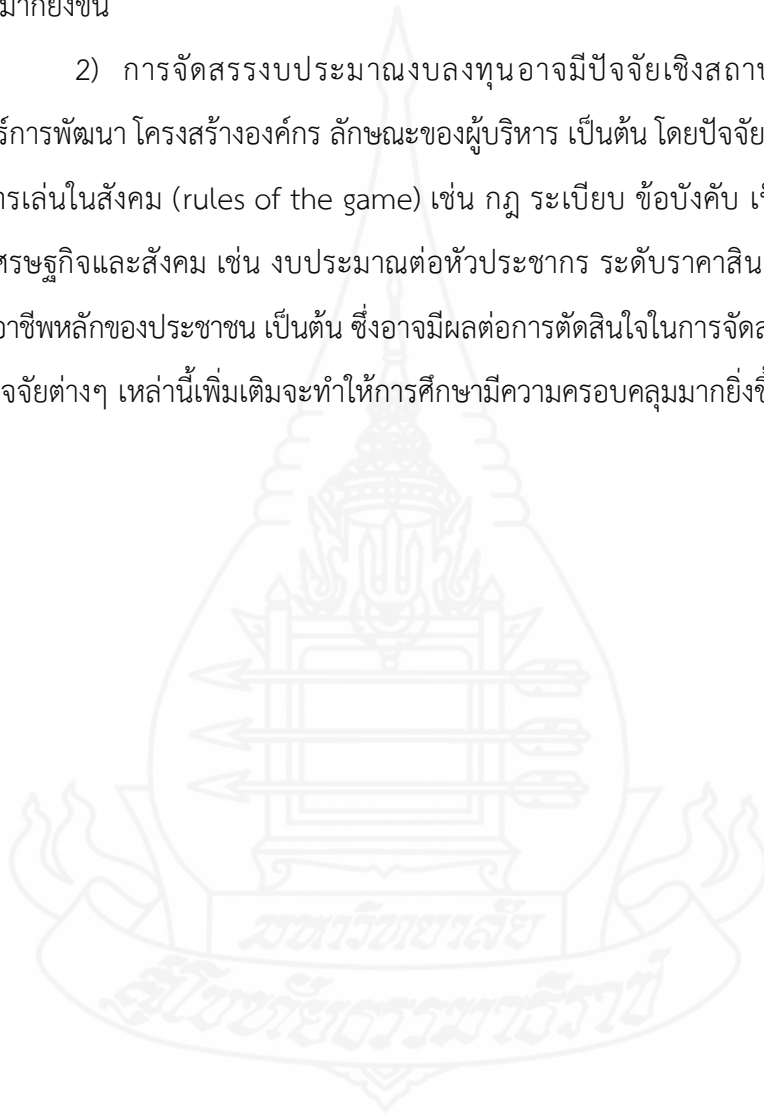 มากยิ่งขึ้น
2) การจัดสรรงบประมาณงบลงทุนอาจมีปัจจัยเชิงสถาบ
ร์การพัฒนา โครงสร้างองค์กร ลักษณะของผู้บริหาร เป็นต้น โดยปัจจัย
ารเล่นในสังคม (rules of the game) เช่น กฎ ระเบียบ ข้อบังคับ เป
ศรษฐกิจและสังคม เช่น งบประมาณต่อหัวประชากร ระดับราคาสิน
อาชีพหลักของประชาชน เป็นต้น ซึ่งอาจมีผลต่อการตัดสินใจในการจัดส
จจัยต่างๆ เหล่านี้เพิ่มเติมจะทำให้การศึกษามีความครอบคลุมมากยิ่งขึ้
มหาวิทยาลัย
สุโขทัยธรรมาธิราช